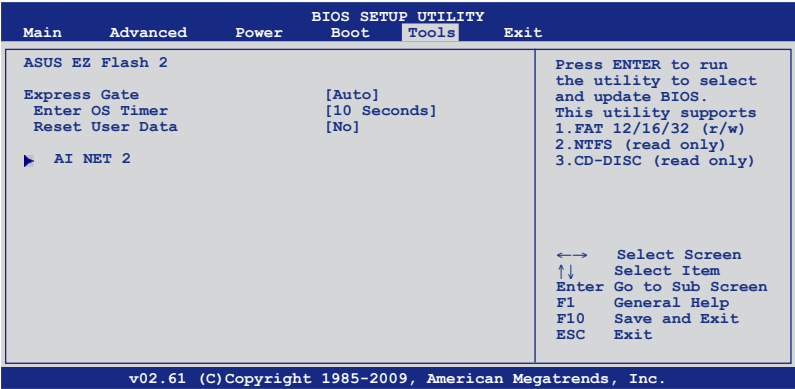 BIOS SETUP UTILITY
Main Advanced Power Boot Tools Exit
ASUS EZ Flash 2
Express Gate [Auto]
Enter OS Timer [10 Seconds]
Reset User Data [No]
AI NET 2
Press ENTER to run
the utility to select
and update BIOS.
This utility supports
1.FAT 12/16/32 (r/w)
2.NTFS (read only)
3.CD-DISC (read only)
←→ Select Screen
↑↓ Select Item
Enter Go to Sub Screen
F1 General Help
F10 Save and Exit
ESC Exit
v02.61 (C)Copyright 1985-2009, American Megatrends, Inc.